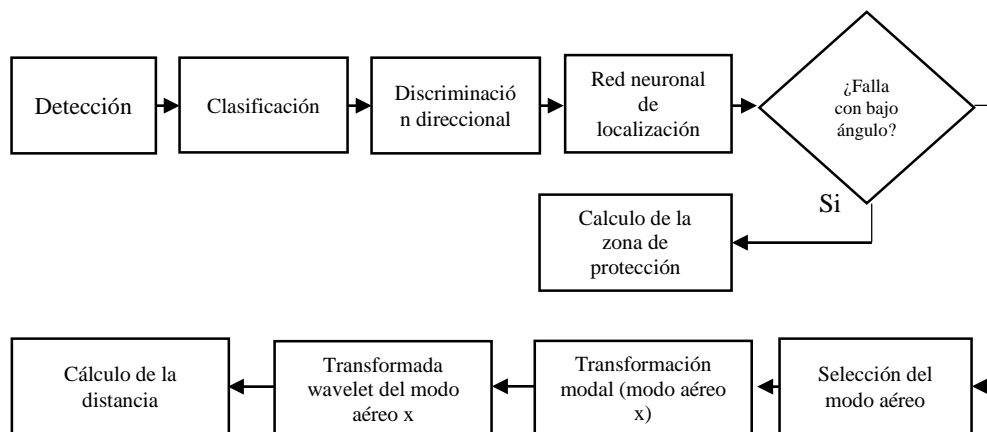 Detección
Clasificación
Discriminació
n direccional
Red neuronal
de
localización
¿Falla
con bajo
ángulo?
Si
Calculo de la
zona de
protección
Cálculo de la
distancia
Transformada
wavelet del modo
aéreo x
Transformación
modal (modo aéreo
x)
Selección del
modo aéreo